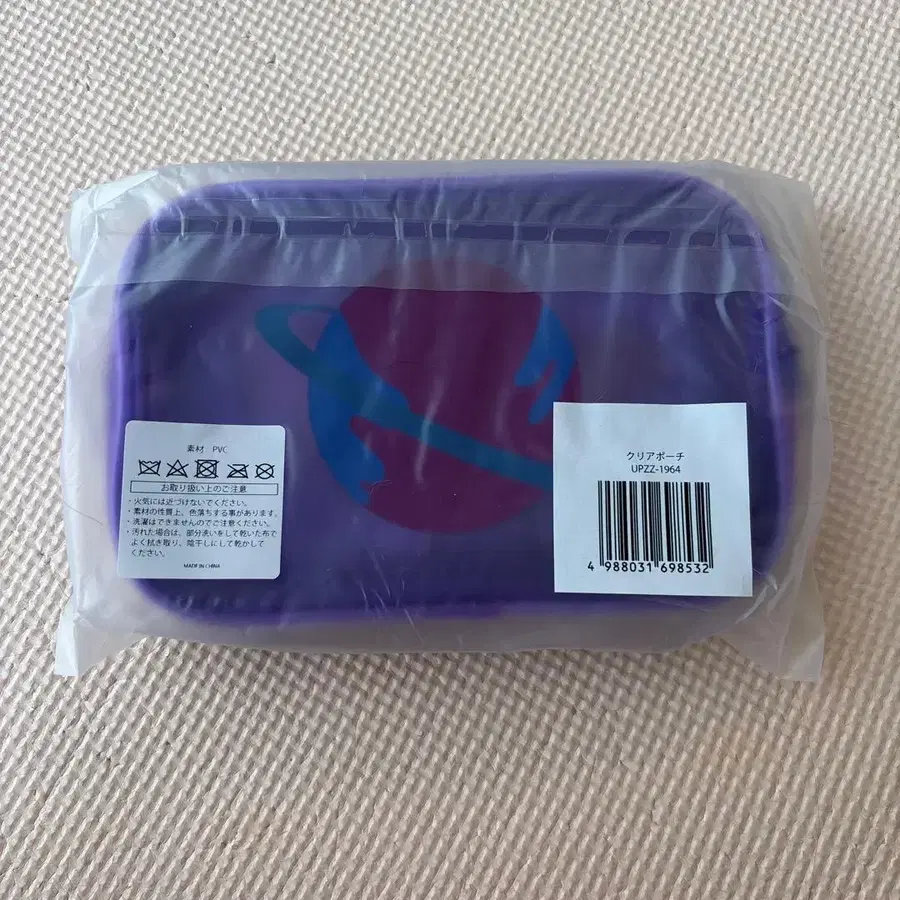 素材　PVC
お取り扱い上のご注意
・火気には近づけないでください。
・素材の性質上、色落ちする事があります。
・洗濯はできませんのでご注意ください。
・汚れた場合は、部分洗いをして乾いた布で
よく拭き取り、陰干しにして乾かして
ください。
MADE IN CHINA
クリアポーチ
UPZZ-1964
4 988031 698532